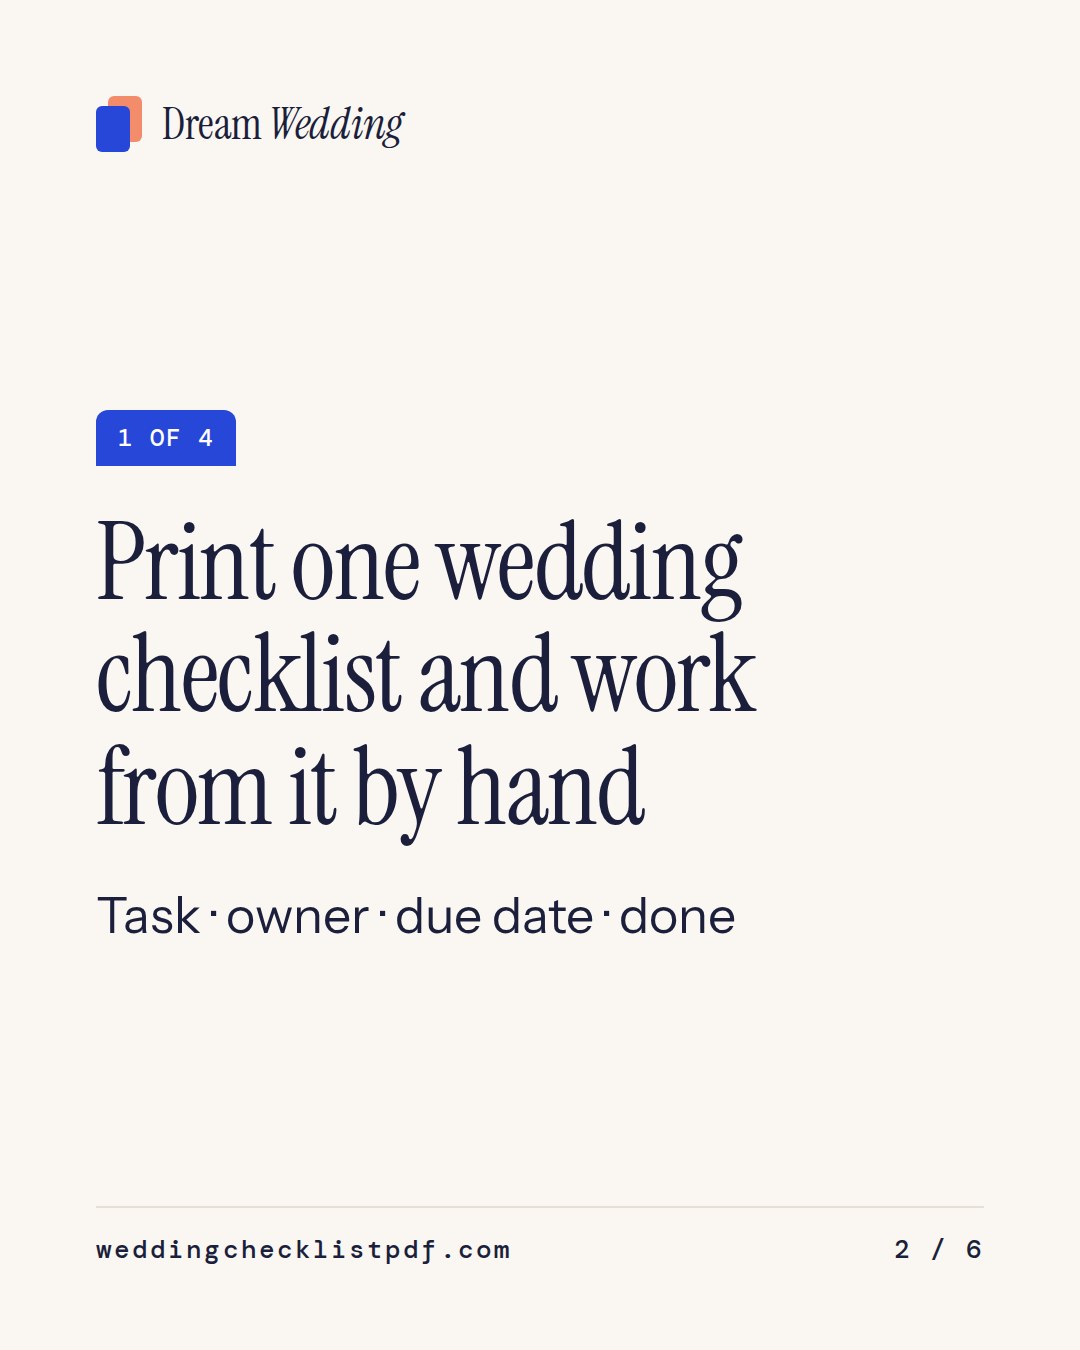 Dream Wedding
1 OF 4
Print one wedding
checklist and work
from it by hand
Task · owner · due date · done
weddingchecklistpdf.com
2 / 6